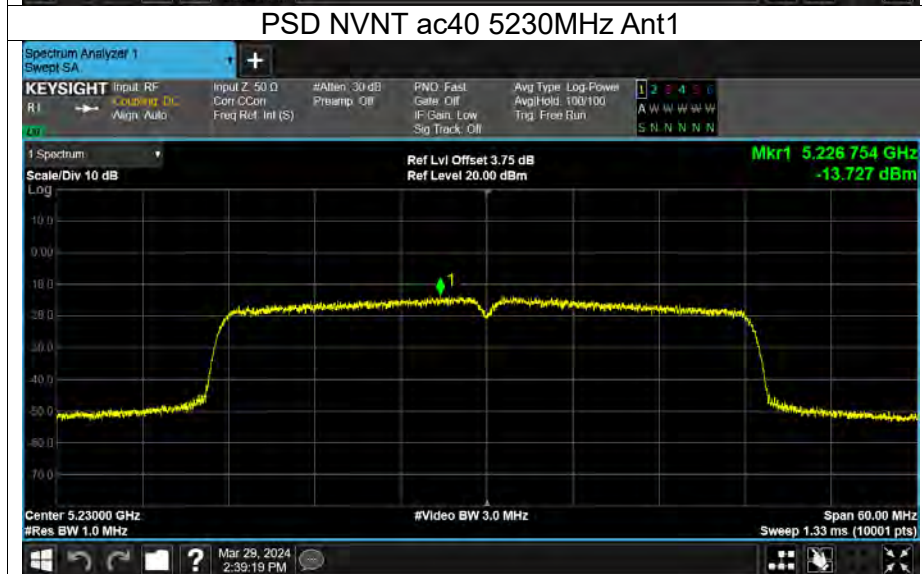 PSD NVNT ac40 5230MHz Ant1
Spectrum Analyzer 1
Swept SA
+
KEYSIGHT Input: RF Input Z: 50 Ω #Atten: 30 dB PNO: Fast Avg Type: Log-Power 1 2 3 4 5 6
Coupling: DC Corr CCorr Preamp: Off Gate: Off Avg|Hold: 100/100 A W W W W W
Align: Auto Freq Ref: Int (S) IF Gain: Low Trig: Free Run S N N N N N
Sig Track: Off
1 Spectrum
Ref Lvl Offset 3.75 dB
Mkr1 5.226 754 GHz
Scale/Div 10 dB
Ref Level 20.00 dBm
-13.727 dBm
Log
10.0
0.00
1
-10.0
-20.0
-30.0
-40.0
-50.0
-60.0
-70.0
Center 5.23000 GHz #Video BW 3.0 MHz Span 60.00 MHz
#Res BW 1.0 MHz Sweep 1.33 ms (10001 pts)
? Mar 29, 2024
2:39:19 PM